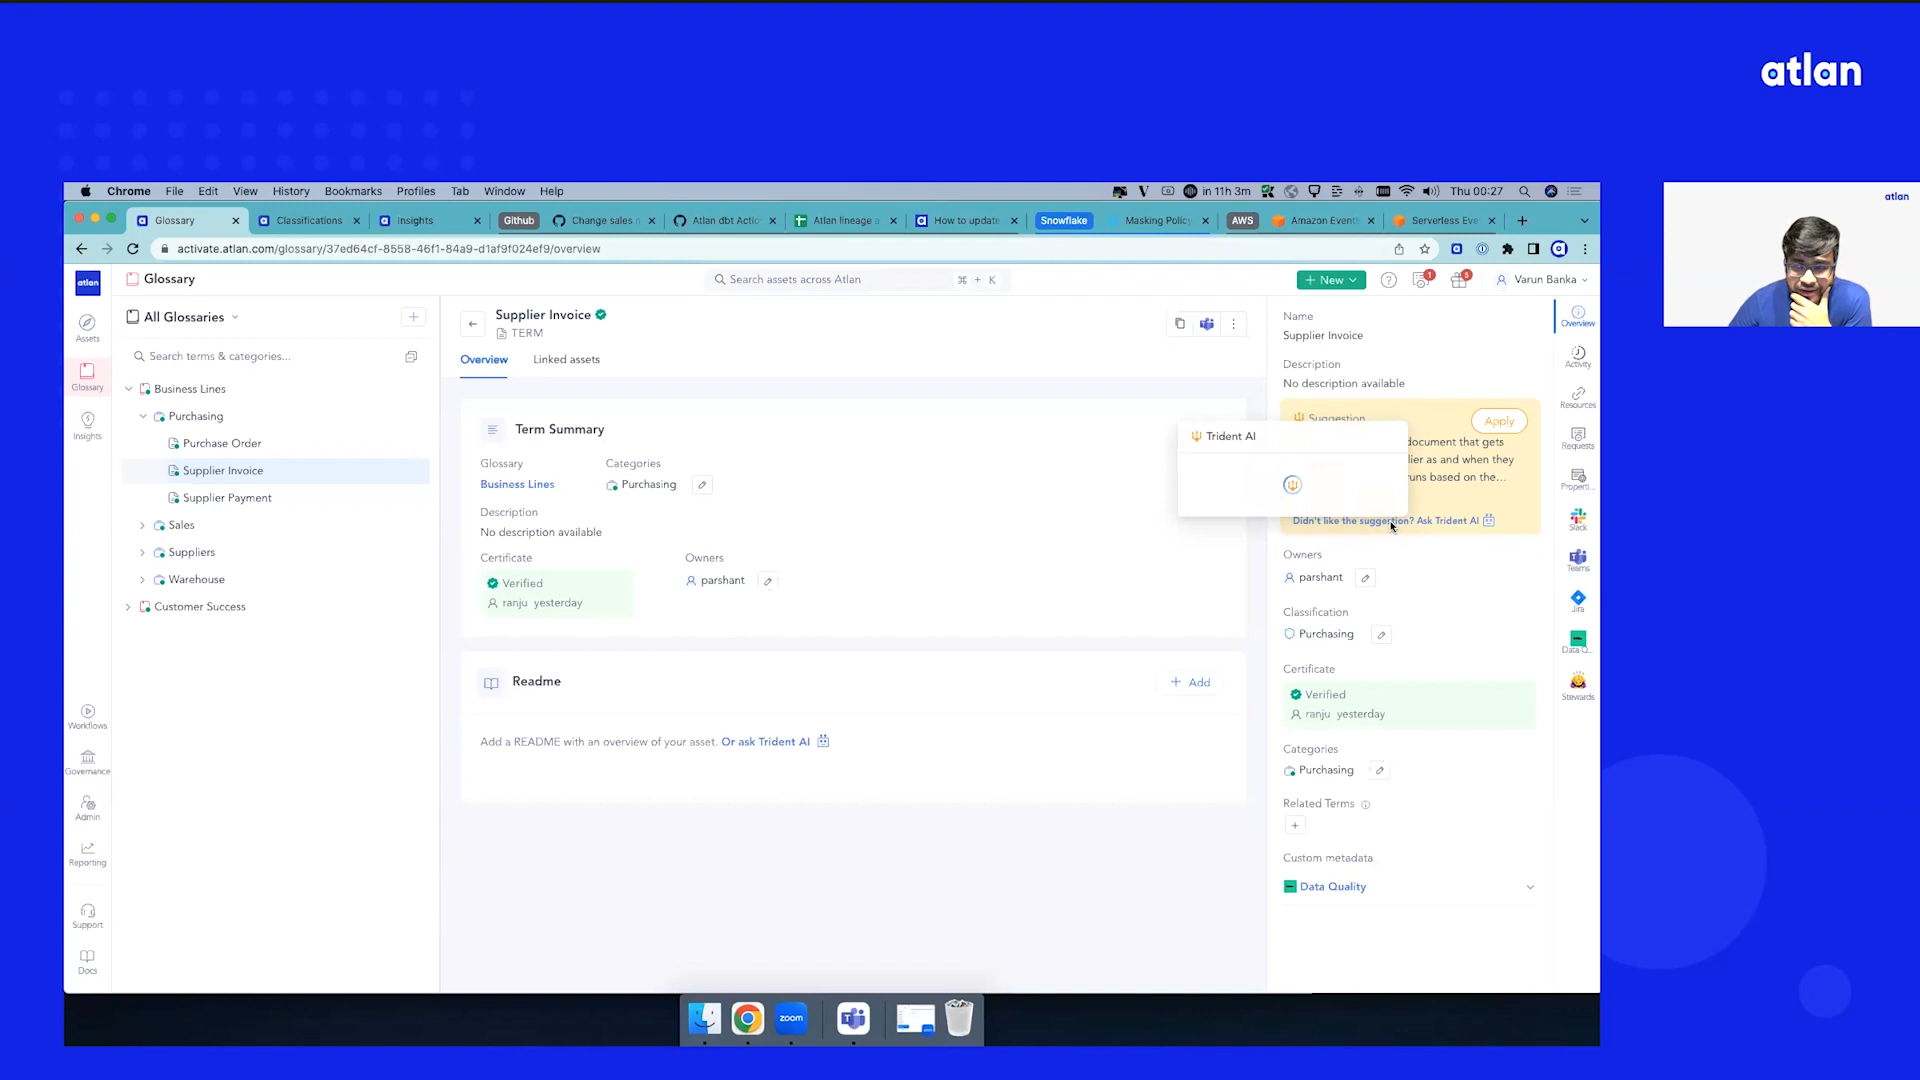 atlan
atlan
Chrome File Edit View History Bookmarks Profiles Tab Window Help
in 11h 3m
Thu 00:27
Glossary
Classifications
Insights
Github
Change sales
Atlan dbt Actio
Atlan lineage
How to update
Snowflake
Masking Policy
AWS
Amazon Event
Serverless Eve
activate.atlan.com/glossary/37ed64cf-8558-46f1-84a9-d1af9f024ef9/overview
atlan
Glossary
Search assets across Atlan
⌘ + K
+ New
1
5
Varun Banka
Assets
Glossary
Insights
Workflows
Governance
Admin
Reporting
Support
Docs
All Glossaries
Search terms & categories...
Business Lines
Purchasing
Purchase Order
Supplier Invoice
Supplier Payment
Sales
Suppliers
Warehouse
Customer Success
Supplier Invoice
TERM
Overview
Linked assets
Term Summary
Glossary
Categories
Business Lines
Purchasing
Description
No description available
Certificate
Owners
Verified
parshant
ranju yesterday
Readme
+ Add
Add a README with an overview of your asset. Or ask Trident AI
Name
Supplier Invoice
Description
No description available
Suggestion
Apply
Trident AI
document that gets
lier as and when they
runs based on the...
Didn't like the suggestion? Ask Trident AI
Owners
parshant
Classification
Purchasing
Certificate
Verified
ranju yesterday
Categories
Purchasing
Related Terms
+
Custom metadata
Data Quality
Overview
Activity
Resources
Requests
Properti...
Slack
Teams
Jira
Data Q...
Stewards
zoom